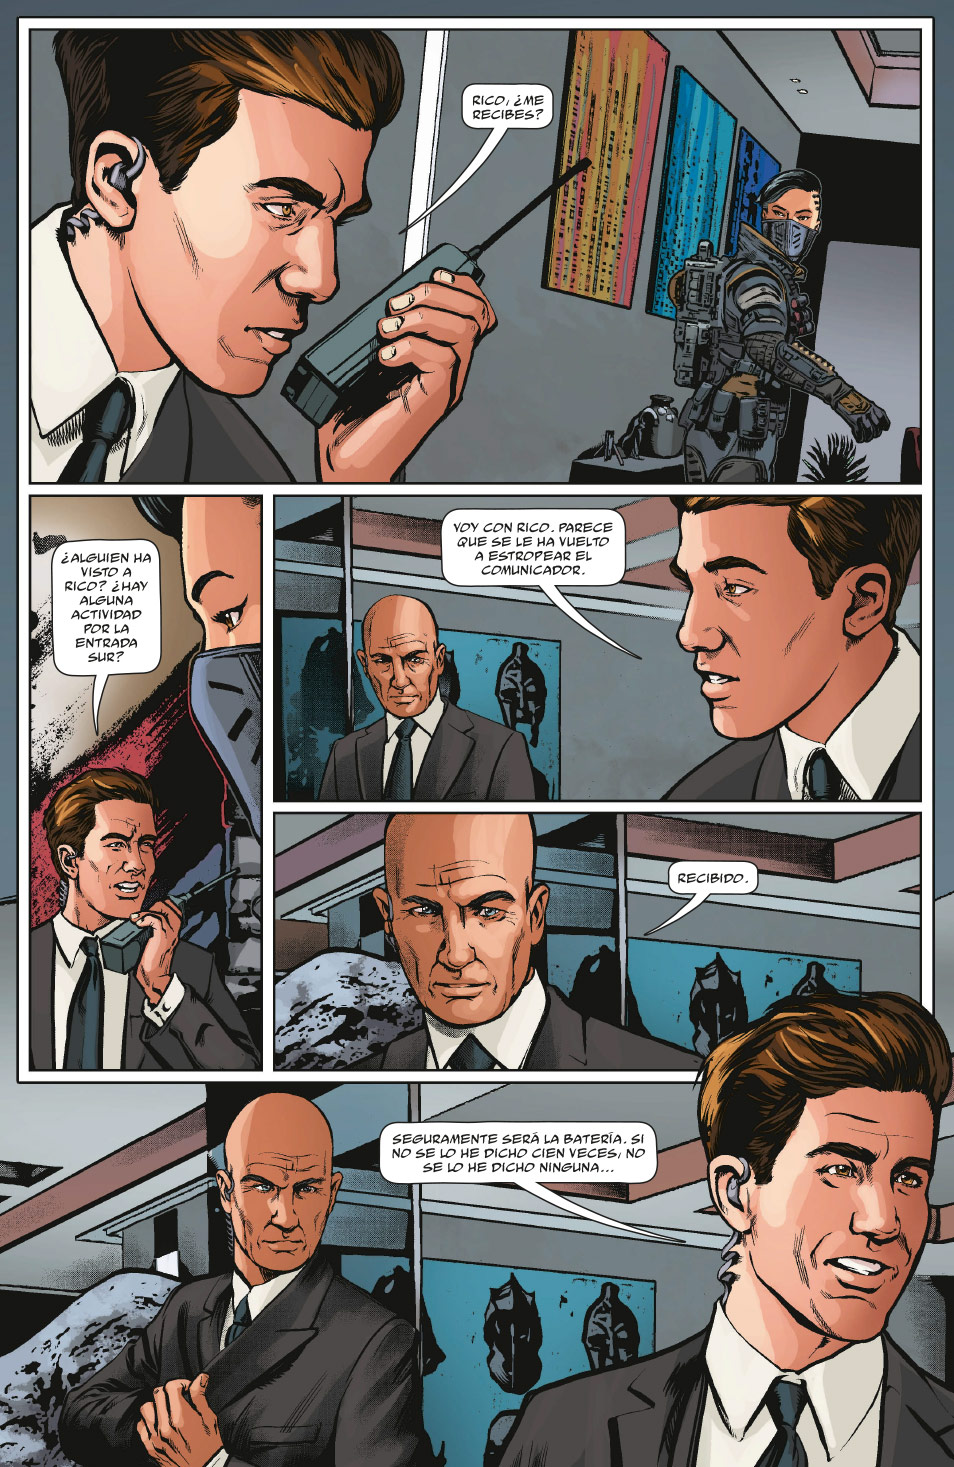 RICO, ¿ME
RECIBES?
¿ALGUIEN HA
VISTO A
RICO? ¿HAY
ALGUNA
ACTIVIDAD
POR LA
ENTRADA
SUR?
VOY CON RICO. PARECE
QUE SE LE HA VUELTO
A ESTROPEAR EL
COMUNICADOR.
RECIBIDO.
SEGURAMENTE SERÁ LA BATERÍA. SI
NO SE LO HE DICHO CIEN VECES, NO
SE LO HE DICHO NINGUNA...